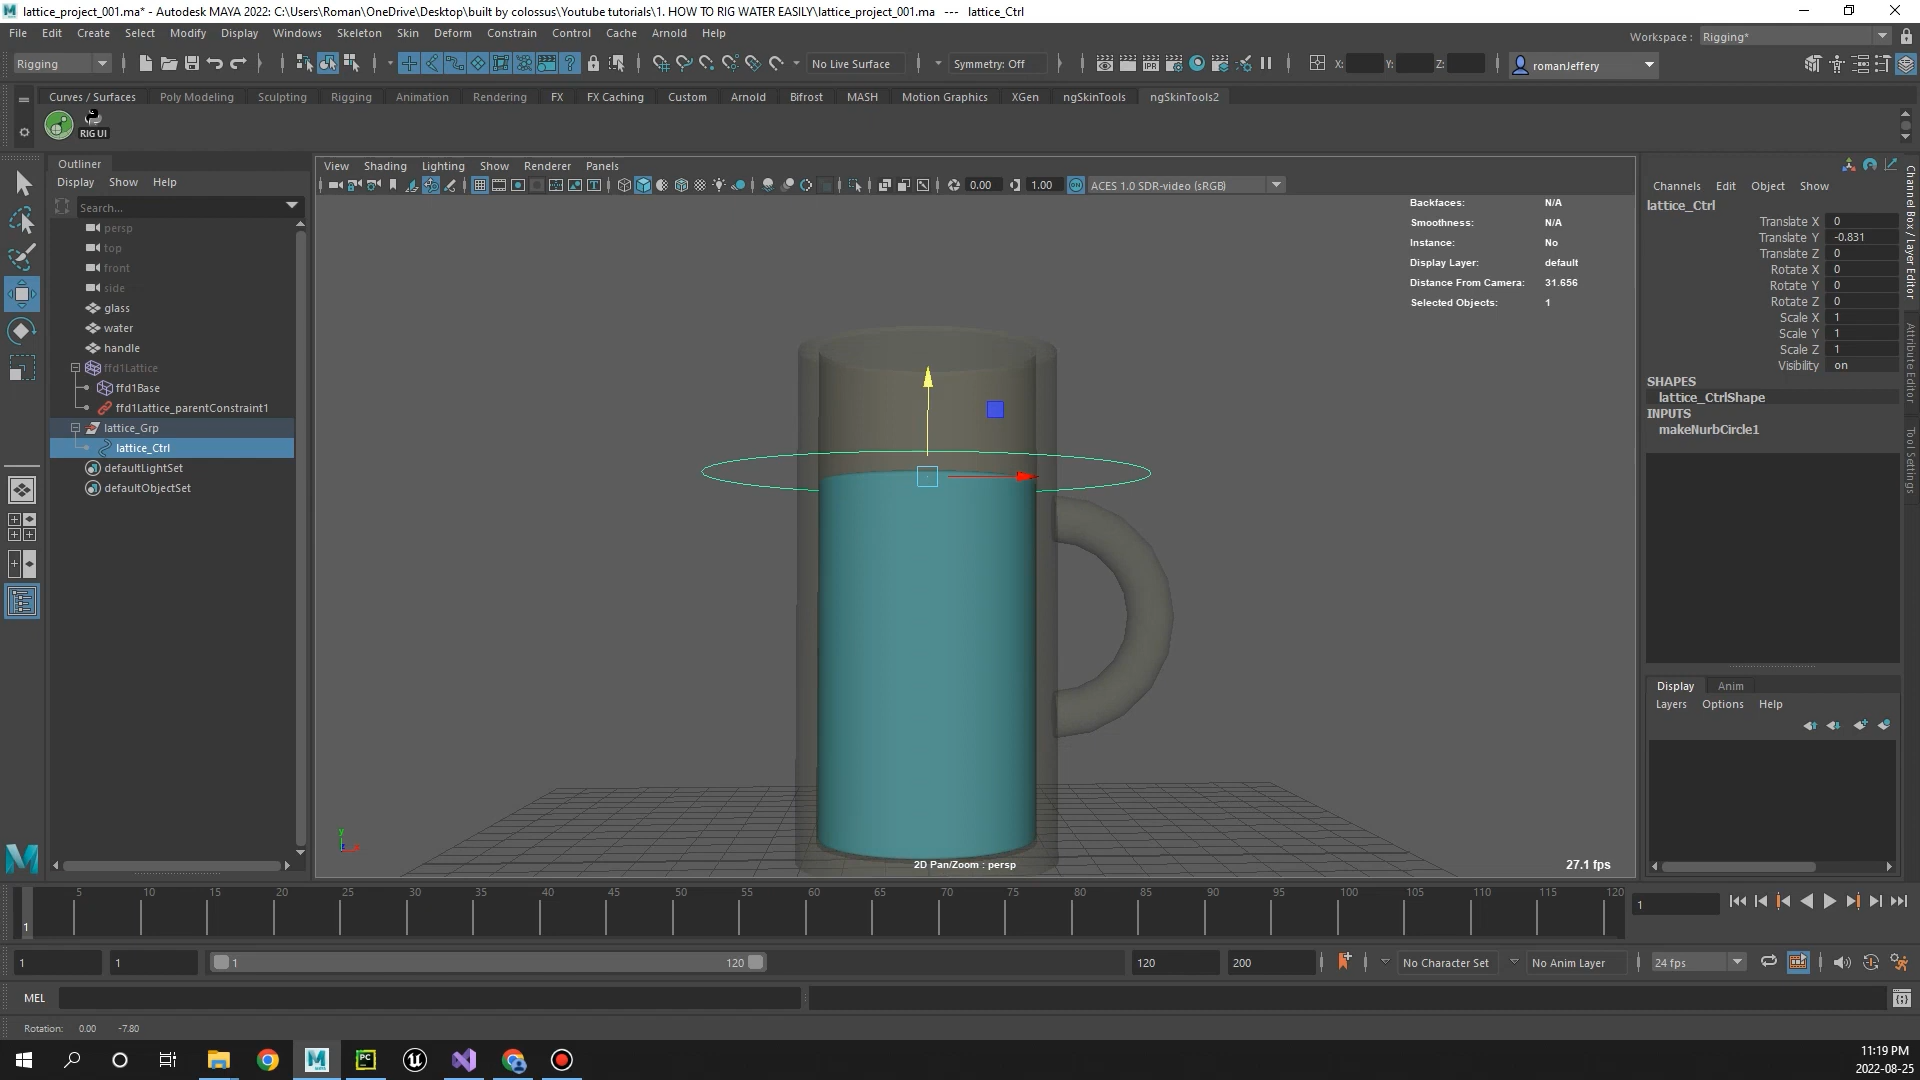 lattice_project_001.ma* - Autodesk MAYA 2022: C:\Users\Roman\OneDrive\Desktop\built by colossus\Youtube tutorials\1. HOW TO RIG WATER EASILY\lattice_project_001.ma --- lattice_Ctrl
File Edit Create Select Modify Display Windows Skeleton Skin Deform Constrain Control Cache Arnold Help
Workspace : Rigging*
Rigging No Live Surface Symmetry: Off X: Y: Z: romanJeffery
Curves / Surfaces Poly Modeling Sculpting Rigging Animation Rendering FX FX Caching Custom Arnold Bifrost MASH Motion Graphics XGen ngSkinTools ngSkinTools2
RIG UI
Outliner
Display Show Help
Search...
persp
top
front
side
glass
water
handle
ffd1Lattice
ffd1Base
ffd1Lattice_parentConstraint1
lattice_Grp
lattice_Ctrl
defaultLightSet
defaultObjectSet
View Shading Lighting Show Renderer Panels
0.00 1.00 ON ACES 1.0 SDR-video (sRGB)
Backfaces: N/A
Smoothness: N/A
Instance: No
Display Layer: default
Distance From Camera: 31.656
Selected Objects: 1
y
2D Pan/Zoom : persp
27.1 fps
Channels Edit Object Show
lattice_Ctrl
Translate X 0
Translate Y -0.831
Translate Z 0
Rotate X 0
Rotate Y 0
Rotate Z 0
Scale X 1
Scale Y 1
Scale Z 1
Visibility on
SHAPES
lattice_CtrlShape
INPUTS
makeNurbCircle1
Display Anim
Layers Options Help
Channel Box / Layer Editor
Attribute Editor
Tool Settings
5 10 15 20 25 30 35 40 45 50 55 60 65 70 75 80 85 90 95 100 105 110 115 120
1
1
1 1 1 120 120 200 No Character Set No Anim Layer 24 fps
MEL
Rotation: 0.00 -7.80
11:19 PM
2022-08-25